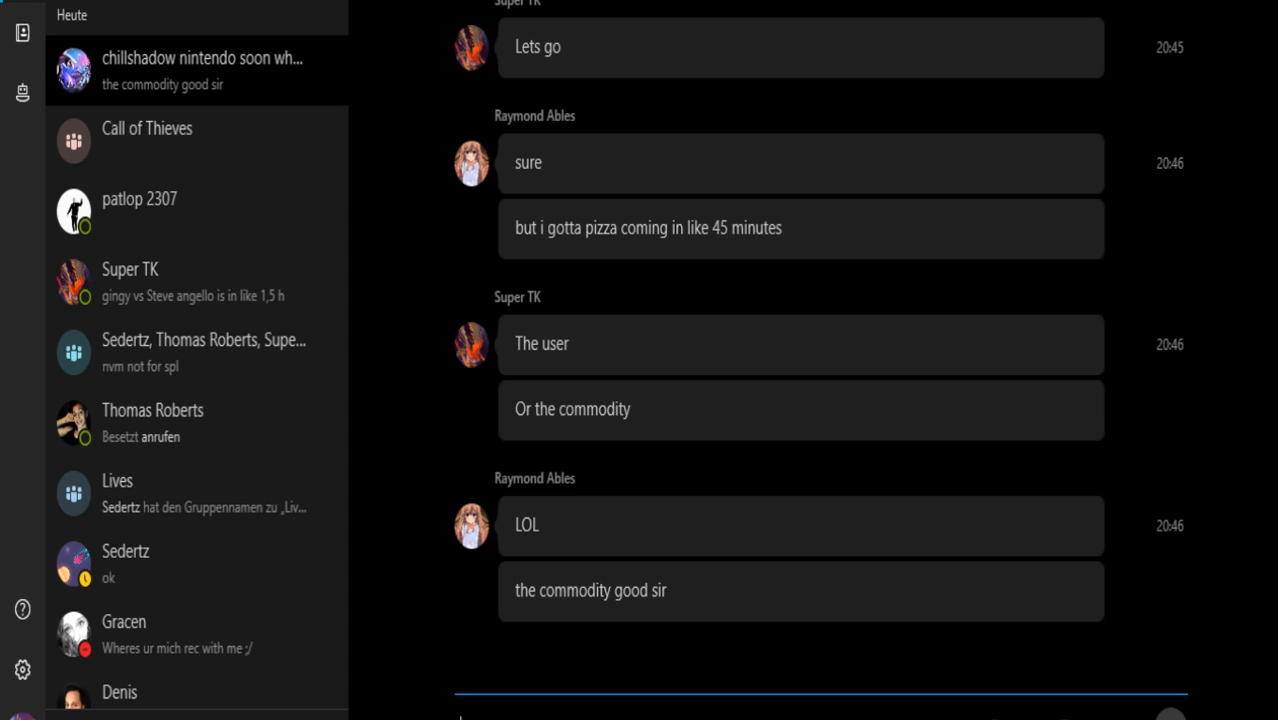 Heute
chillshadow nintendo soon wh...
the commodity good sir
Call of Thieves
patlop 2307
Super TK
gingy vs Steve angello is in like 1,5 h
Sedertz, Thomas Roberts, Supe...
nvm not for spl
Thomas Roberts
Besetzt anrufen
Lives
Sedertz hat den Gruppennamen zu „Liv...
Sedertz
ok
Gracen
Wheres ur mich rec with me ;/
Denis
Super TK
Lets go
20:45
Raymond Ables
sure
20:46
but i gotta pizza coming in like 45 minutes
Super TK
The user
20:46
Or the commodity
Raymond Ables
LOL
20:46
the commodity good sir